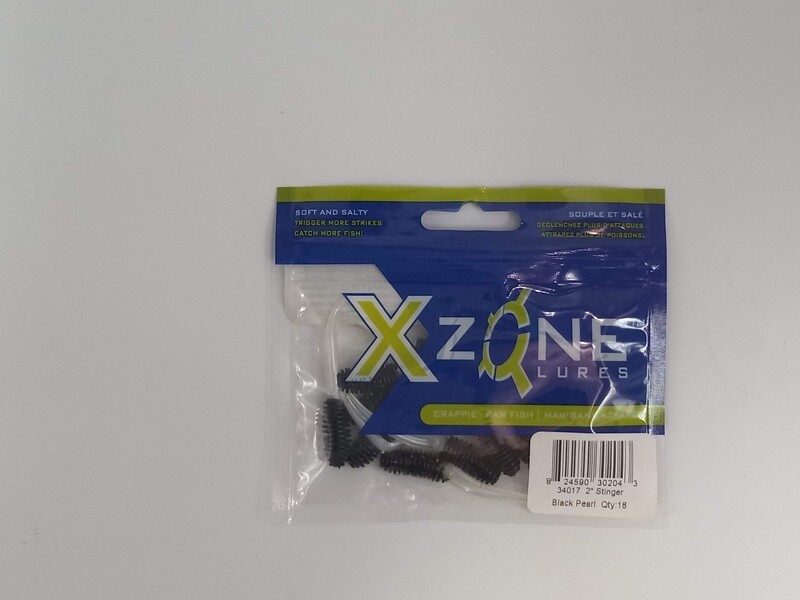 SOFT AND SALTY
TRIGGER MORE STRIKES
CATCH MORE FISH!
SOUPLE ET SALÉ
DÉCLENCHEZ PLUS D'ATTAQUES
ATTRAPEZ PLUS DE POISSONS!
X ZONE
LURES
CRAPPIE - PAN FISH |
8 24590 30204 3
34017 2" Stinger
Black Pearl Qty:18